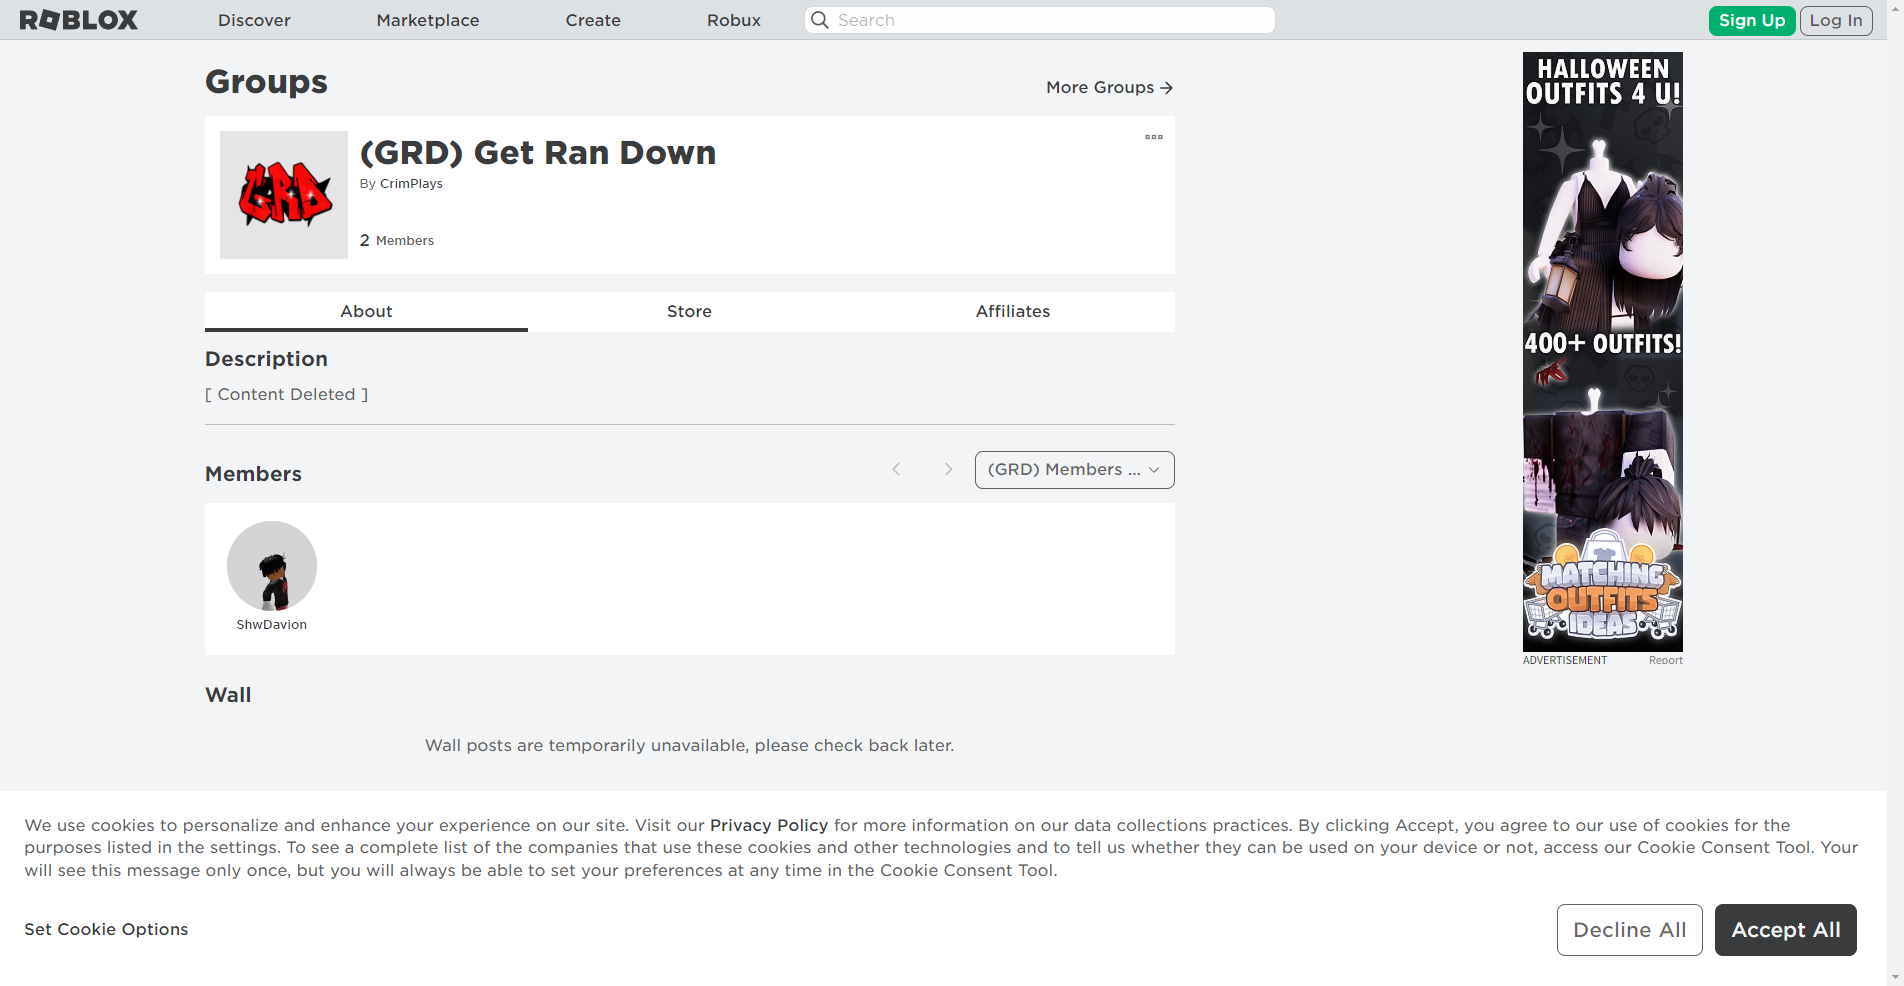 ROBLOX
Discover
Marketplace
Create
Robux
Search
Sign Up
Log In
Groups
More Groups
GRD
(GRD) Get Ran Down
By CrimPlays
2 Members
About
Store
Affiliates
Description
[ Content Deleted ]
Members
(GRD) Members ...
ShwDavion
Wall
Wall posts are temporarily unavailable, please check back later.
HALLOWEEN
OUTFITS 4 U!
400+ OUTFITS!
MATCHING
OUTFITS
IDEAS
ADVERTISEMENT
Report
We use cookies to personalize and enhance your experience on our site. Visit our Privacy Policy for more information on our data collections practices. By clicking Accept, you agree to our use of cookies for the
purposes listed in the settings. To see a complete list of the companies that use these cookies and other technologies and to tell us whether they can be used on your device or not, access our Cookie Consent Tool. Your
will see this message only once, but you will always be able to set your preferences at any time in the Cookie Consent Tool.
Set Cookie Options
Decline All
Accept All